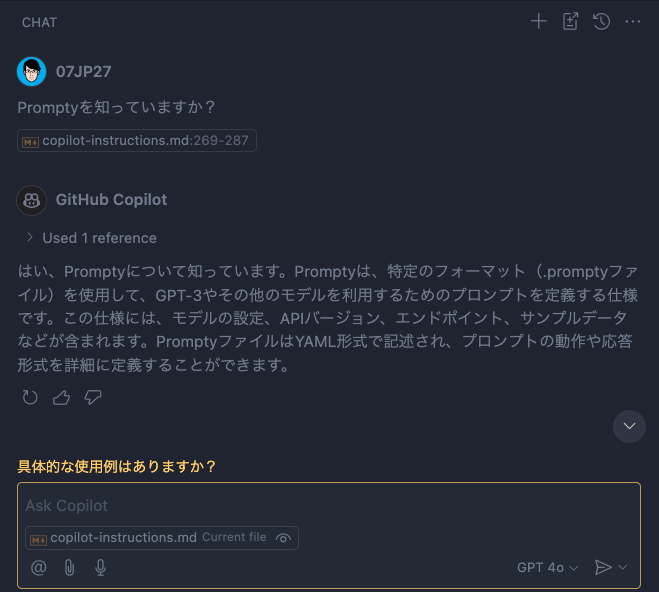 CHAT
07JP27
Promptyを知っていますか？
copilot-instructions.md:269-287
GitHub Copilot
Used 1 reference
はい、Promptyについて知っています。Promptyは、特定のフォーマット（.promptyファ
イル）を使用して、GPT-3やその他のモデルを利用するためのプロンプトを定義する仕様
です。この仕様には、モデルの設定、APIバージョン、エンドポイント、サンプルデータ
などが含まれます。PromptyファイルはYAML形式で記述され、プロンプトの動作や応答
形式を詳細に定義することができます。
具体的な使用例はありますか？
Ask Copilot
copilot-instructions.md Current file
GPT 4o